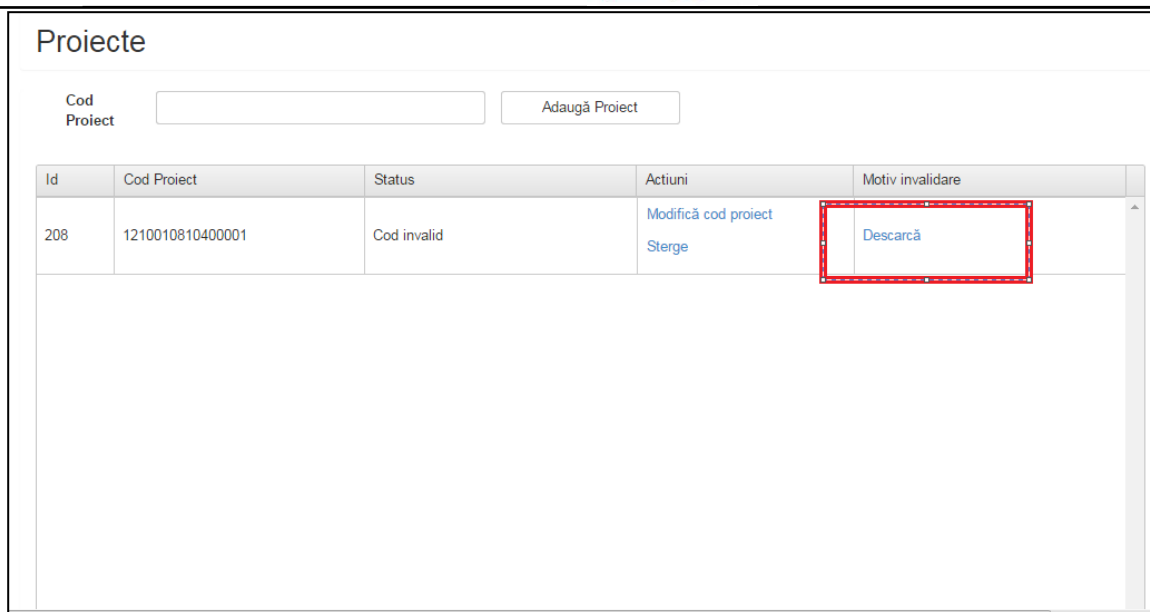 Proiecte
Cod
Proiect
Adaugă Proiect
Id Cod Proiect Status Actiuni Motiv invalidare
Modifică cod proiect
208 1210010810400001 Cod invalid Descarcă
Sterge